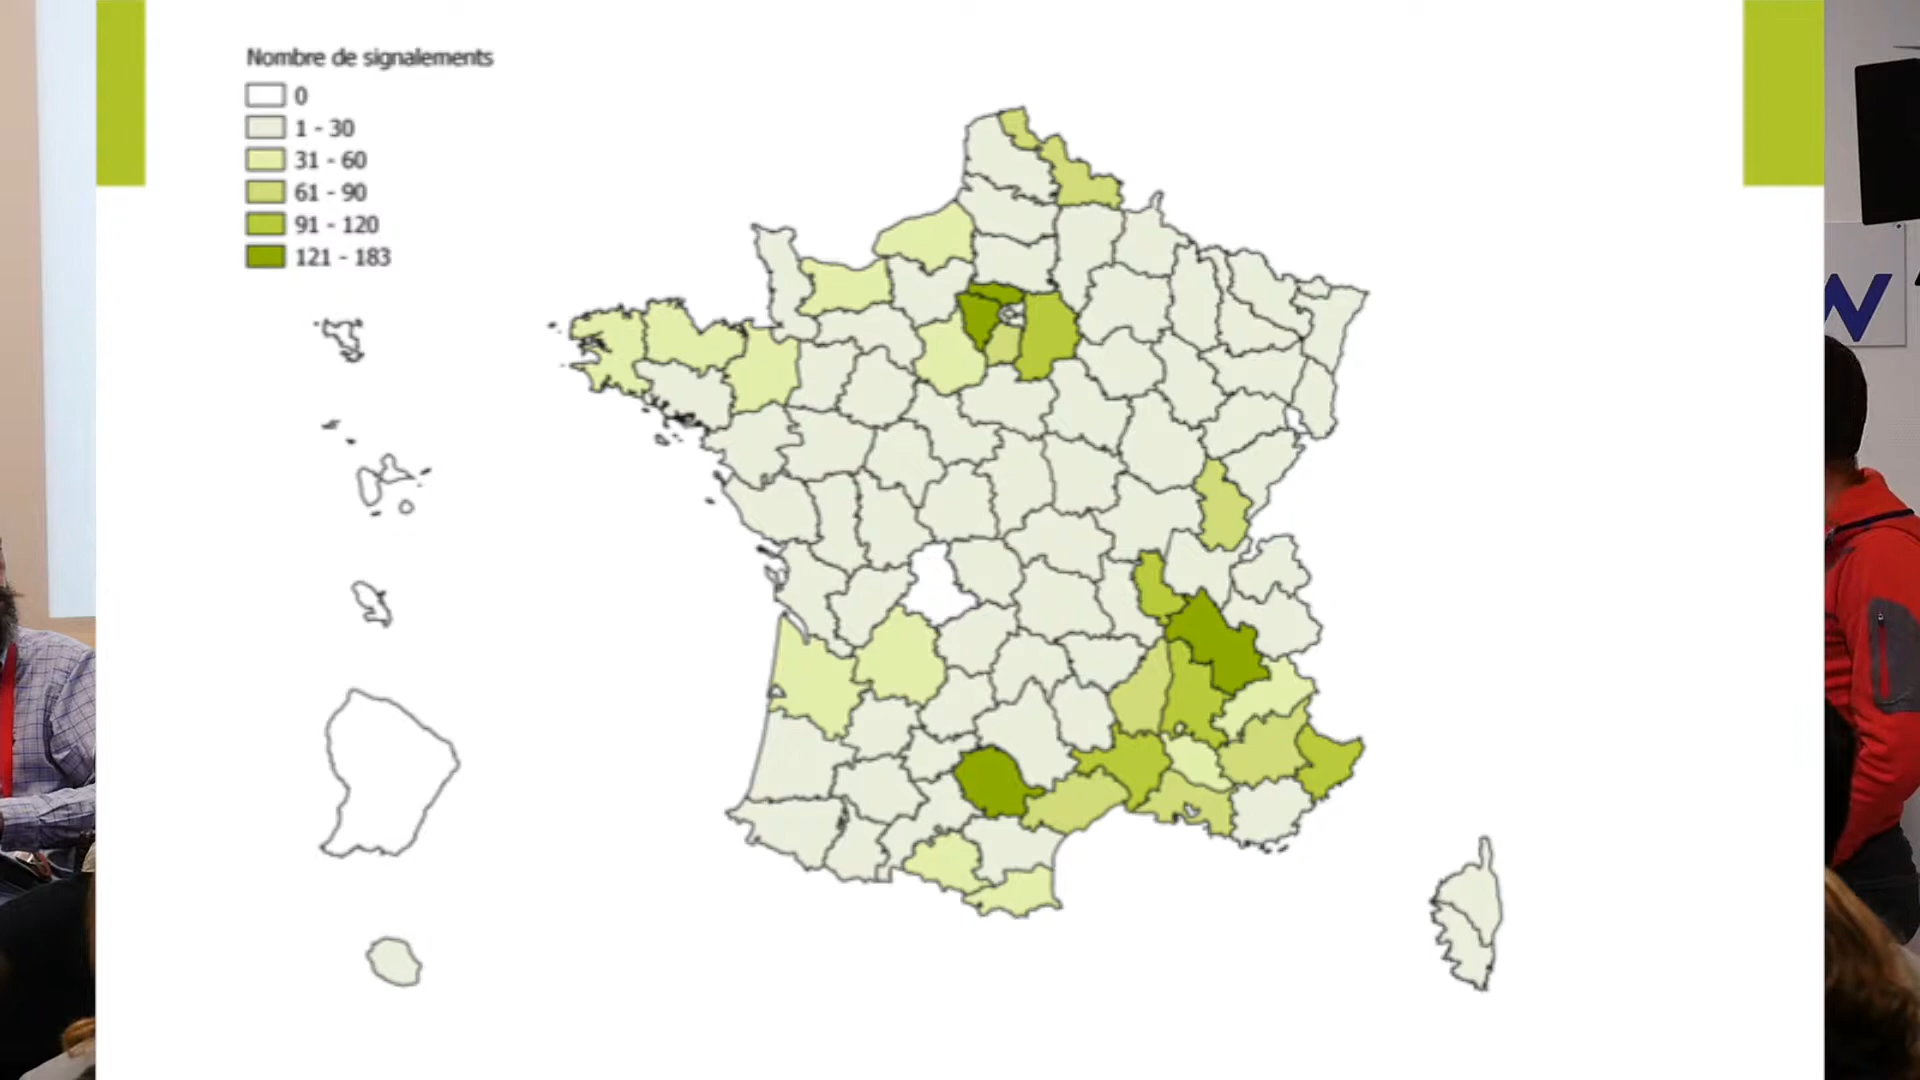 Nombre de signalements
0
1 - 30
31 - 60
61 - 90
91 - 120
121 - 183
W